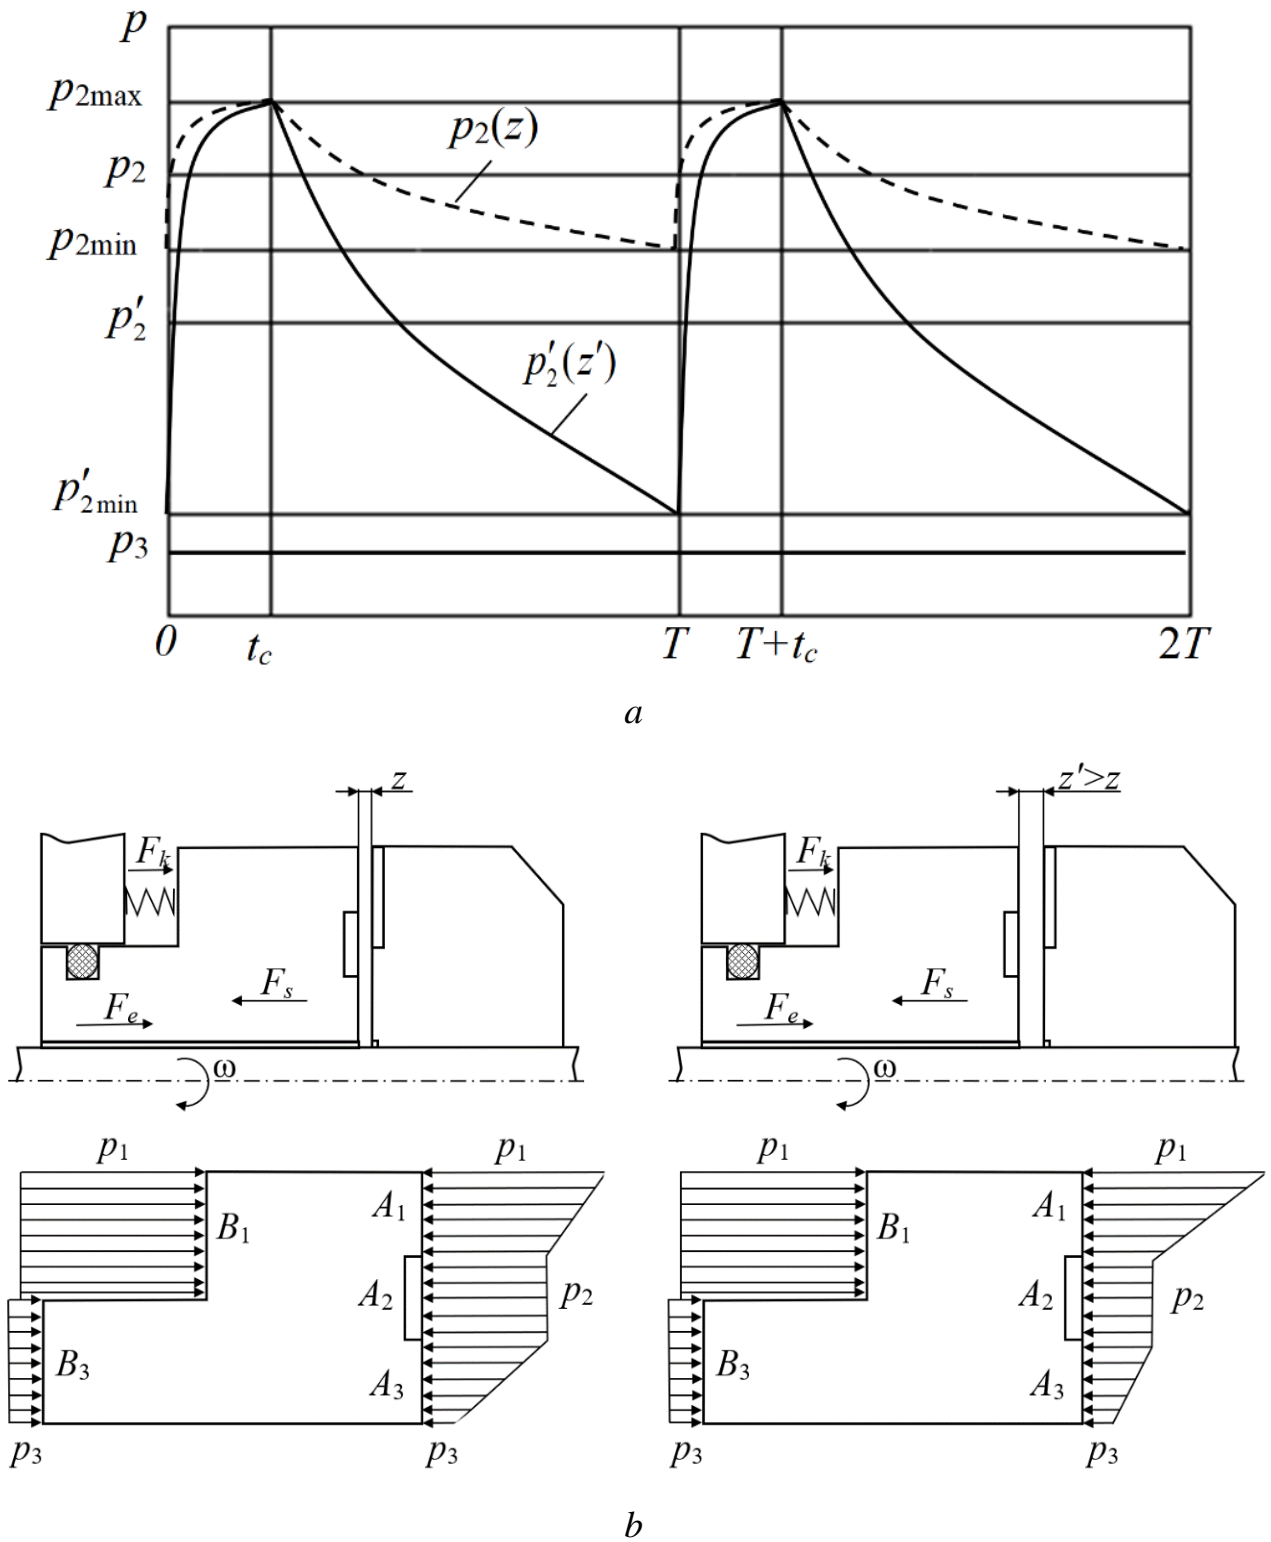 p
p2max
p2(z)
p2
p2min
p′2
p′2(z′)
p′2min
p3
0 tc T T+tc 2T
a
z z′>z
Fk Fk
Fs Fs
Fe Fe
ω ω
p1 p1 p1 p1
A1 A1
B1 B1
A2 p2 A2 p2
B3 A3 B3 A3
p3 p3 p3 p3
b